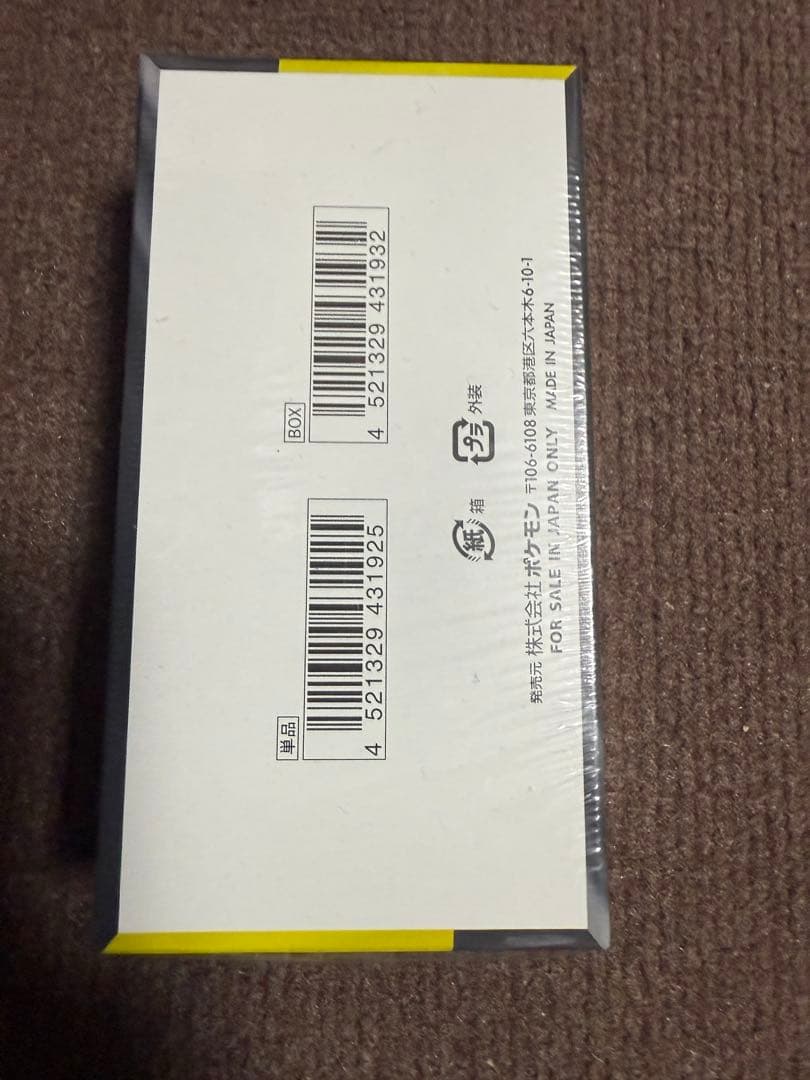 単品
4 521329 431925
BOX
4 521329 431932
紙 箱
プラ 外装
発売元 株式会社 ポケモン 〒106-6108 東京都港区六本木6-10-1
FOR SALE IN JAPAN ONLY MADE IN JAPAN